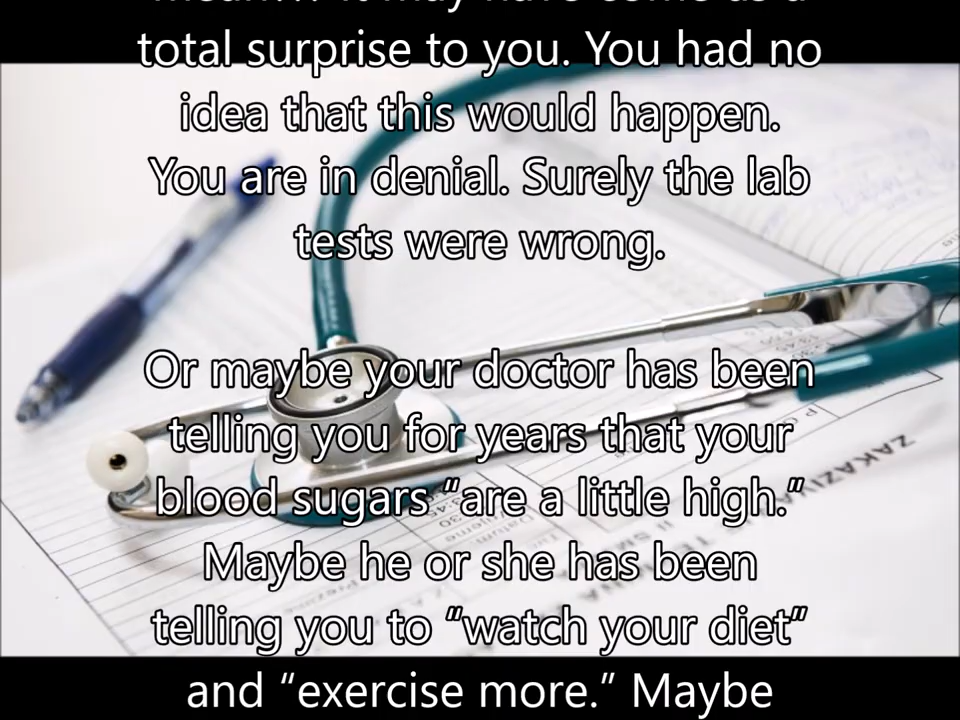 total surprise to you. You had no
idea that this would happen.
You are in denial. Surely the lab
tests were wrong.
Or maybe your doctor has been
telling you for years that your
blood sugars “are a little high.”
Maybe he or she has been
telling you to “watch your diet”
and “exercise more.” Maybe